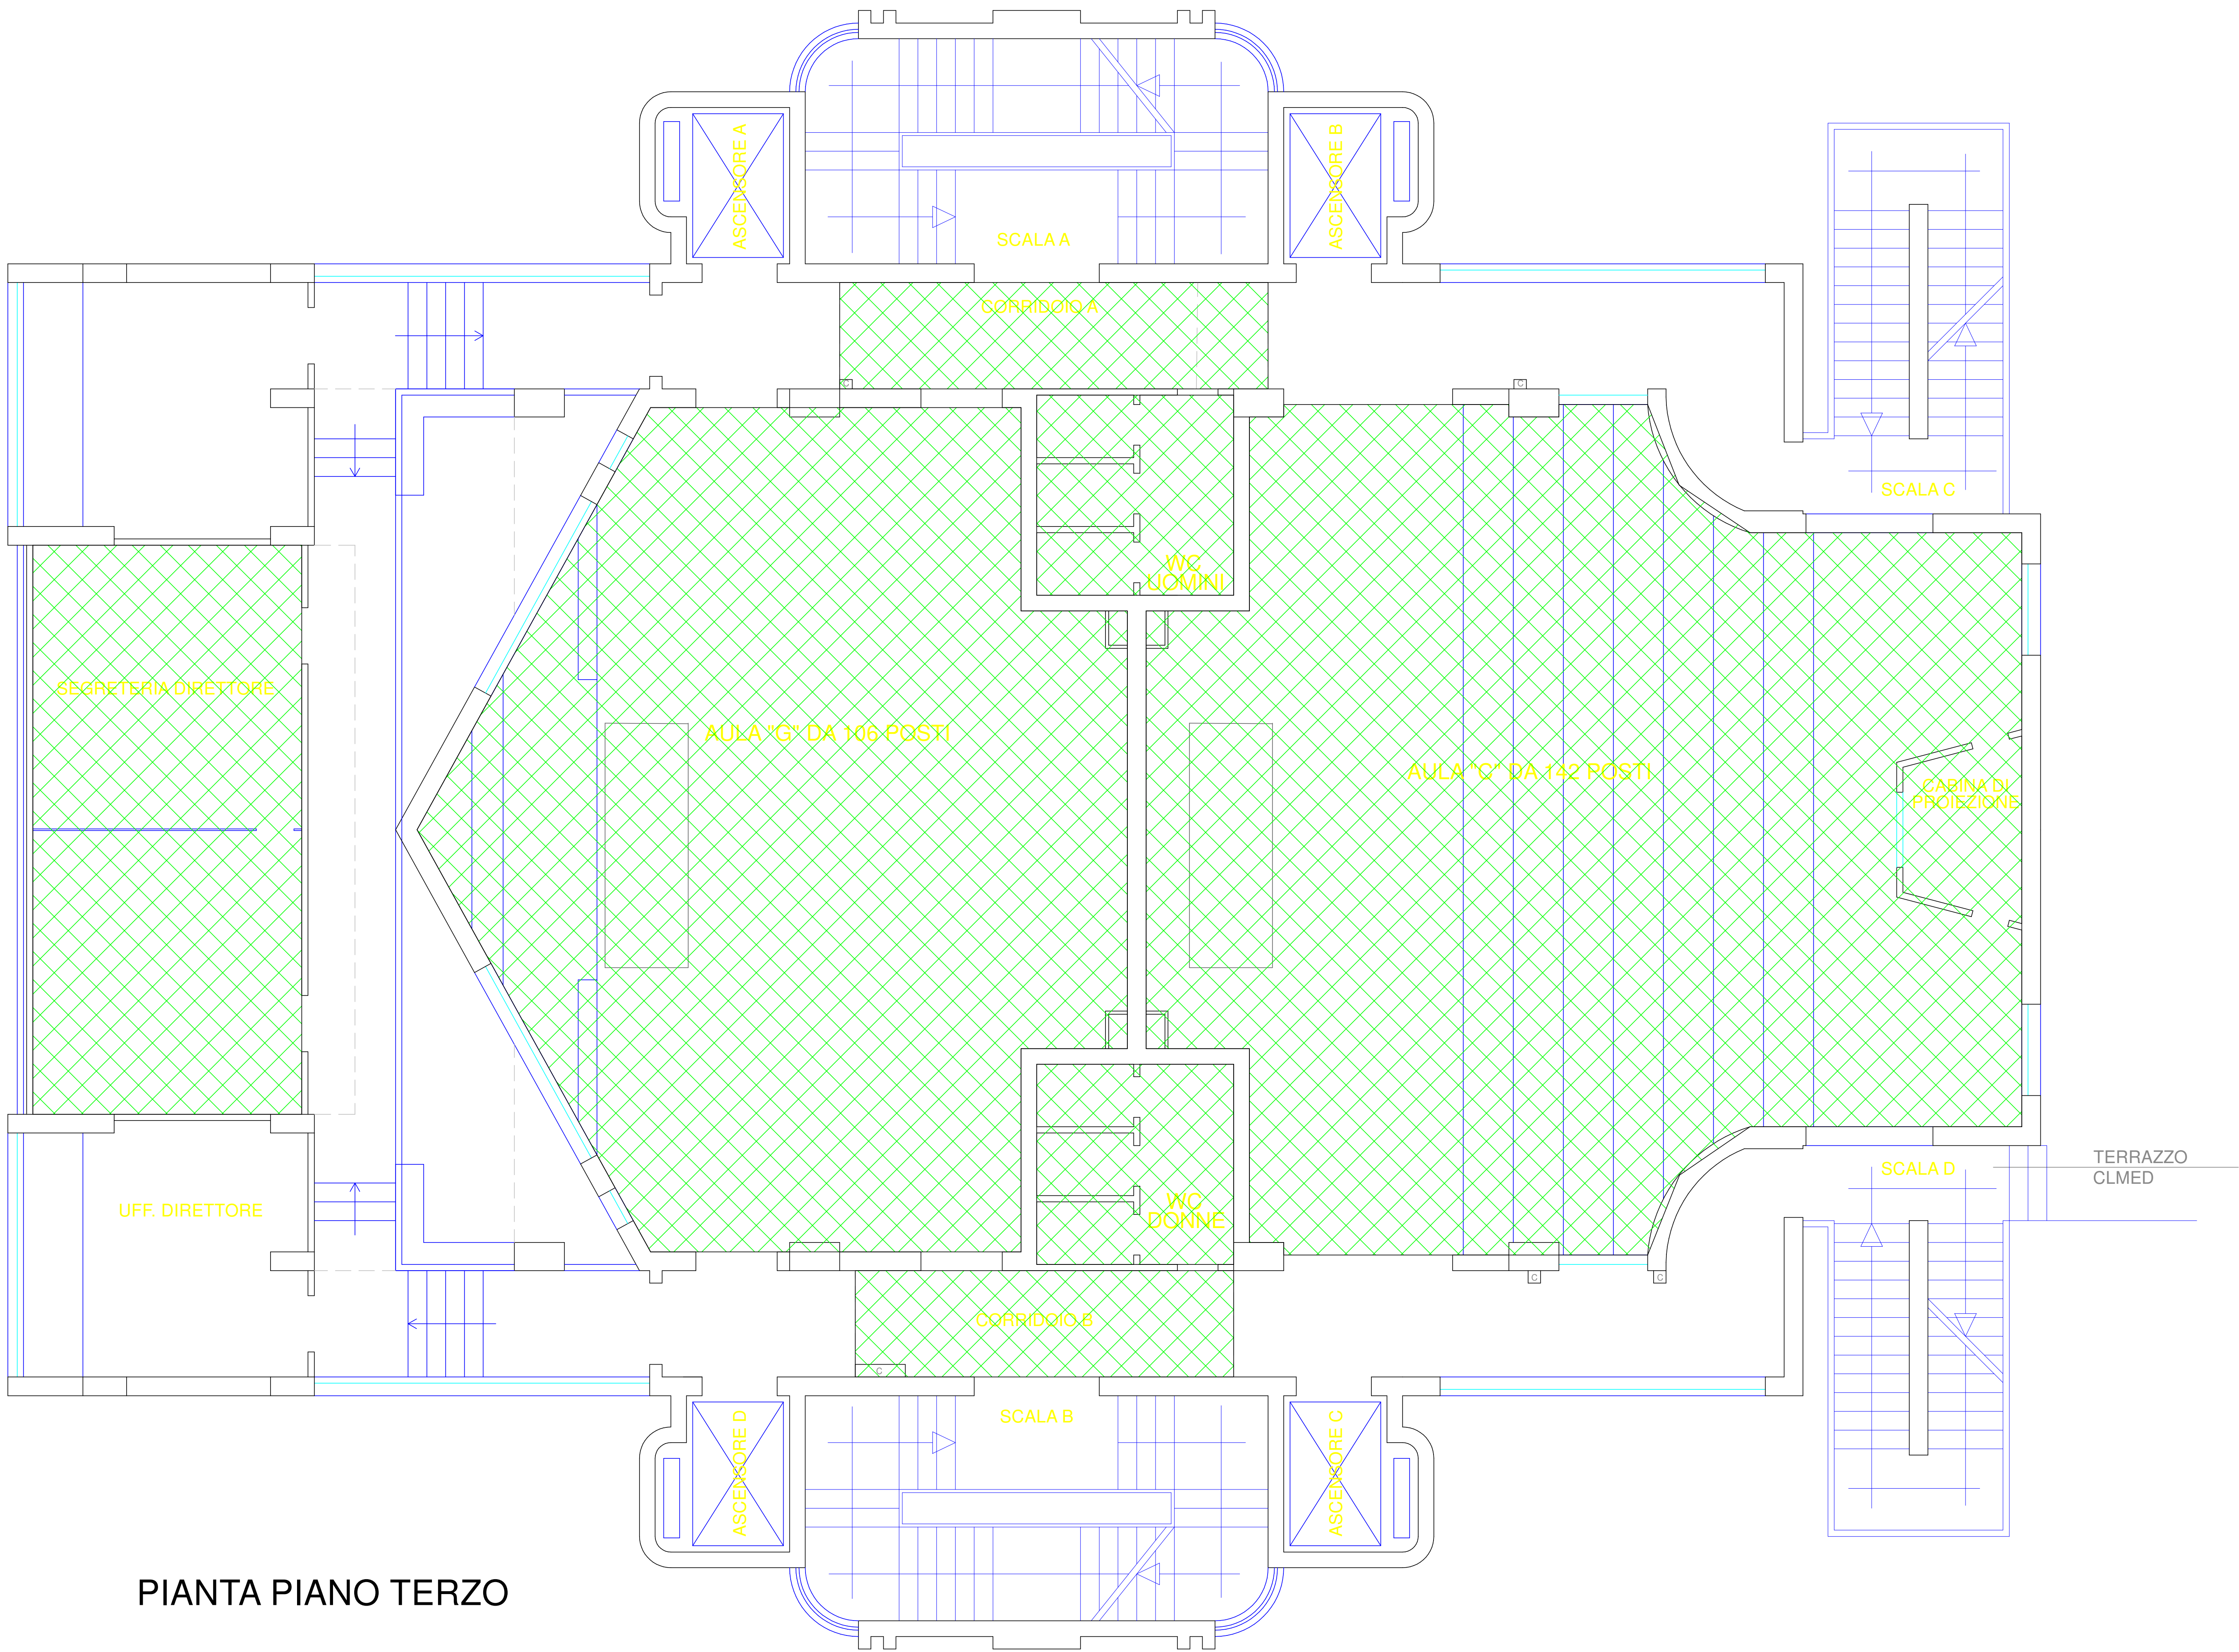 ASCENSORE A
ASCENSORE B
SCALA A
CORRIDOIO A
C
C
SCALA C
WC
UOMINI
SEGRETERIA DIRETTORE
AULA "G" DA 106 POSTI
AULA "C" DA 142 POSTI
CABINA DI
PROIEZIONE
TERRAZZO
CLMED
SCALA D
UFF. DIRETTORE
WC
DONNE
C
C
CORRIDOIO B
C
SCALA B
ASCENSORE D
ASCENSORE C
PIANTA PIANO TERZO